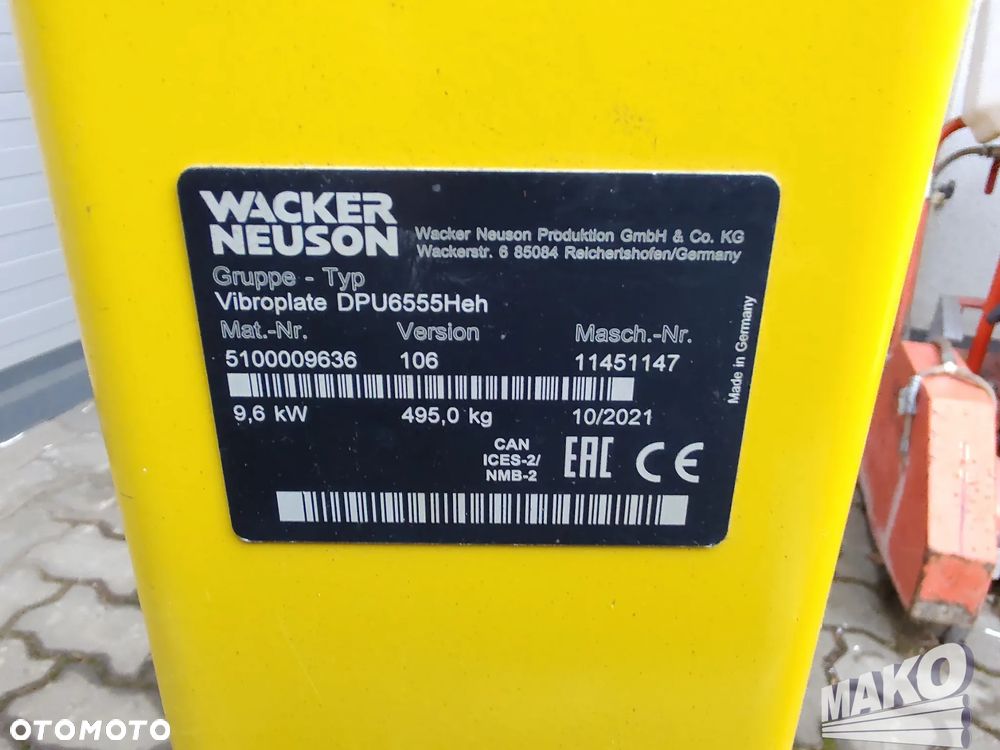 WACKER
NEUSON
Wacker Neuson Produktion GmbH & Co. KG
Wackerstr. 6 85084 Reichertshofen/Germany
Gruppe - Typ
Vibroplate DPU6555Heh
Mat.-Nr. Version Masch.-Nr.
5100009636 106 11451147
9,6 kW 495,0 kg 10/2021
CAN
ICES-2/
NMB-2
EAC CE
Made in Germany
OTOMOTO
MAKO